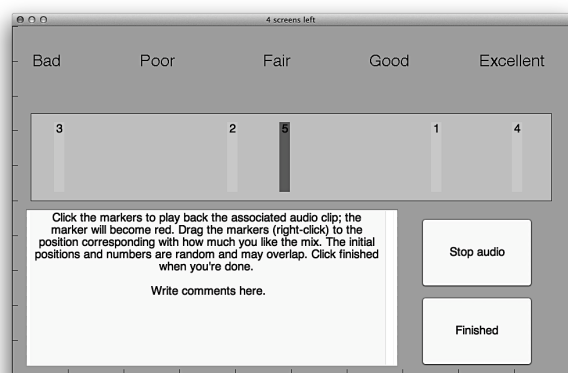 4 screens left
Bad Poor Fair Good Excellent
3 2 5 1 4
Click the markers to play back the associated audio clip; the
marker will become red. Drag the markers (right-click) to the
position corresponding with how much you like the mix. The initial
positions and numbers are random and may overlap. Click finished
when you're done.
Write comments here.
Stop audio
Finished